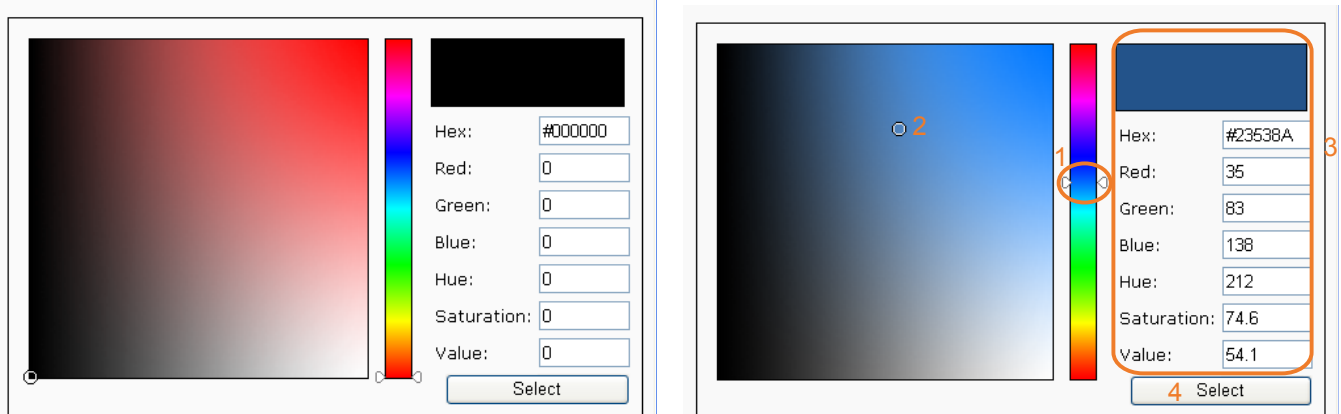 Hex: #000000
Red: 0
Green: 0
Blue: 0
Hue: 0
Saturation: 0
Value: 0
Select
2
1
3
Hex: #23538A
Red: 35
Green: 83
Blue: 138
Hue: 212
Saturation: 74.6
Value: 54.1
4 Select